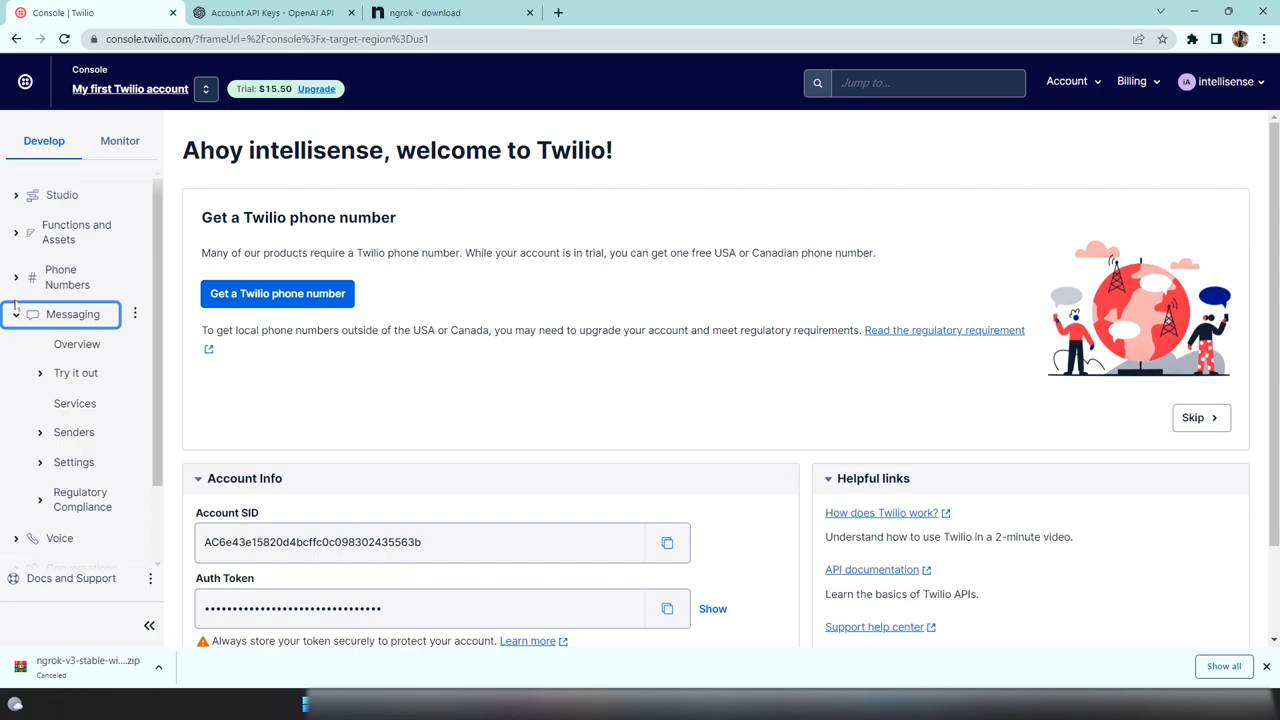 Console | Twilio
Account API Keys - OpenAI API
ngrok - download
console.twilio.com/?frameUrl=%2Fconsole%3Fx-target-region%3Dus1
Console
My first Twilio account
Trial: $15.50 Upgrade
Jump to...
Account
Billing
iA
intellisense
Develop
Monitor
Studio
Functions and
Assets
Phone
Numbers
Messaging
Overview
Try it out
Services
Senders
Settings
Regulatory
Compliance
Voice
Conversations
Docs and Support
Ahoy intellisense, welcome to Twilio!
Get a Twilio phone number
Many of our products require a Twilio phone number. While your account is in trial, you can get one free USA or Canadian phone number.
Get a Twilio phone number
To get local phone numbers outside of the USA or Canada, you may need to upgrade your account and meet regulatory requirements. Read the regulatory requirement
Skip
Account Info
Account SID
AC6e43e15820d4bcffc0c098302435563b
Auth Token
••••••••••••••••••••••••••••••••
Show
Always store your token securely to protect your account. Learn more
Helpful links
How does Twilio work?
Understand how to use Twilio in a 2-minute video.
API documentation
Learn the basics of Twilio APIs.
Support help center
ngrok-v3-stable-wi....zip
Canceled
Show all